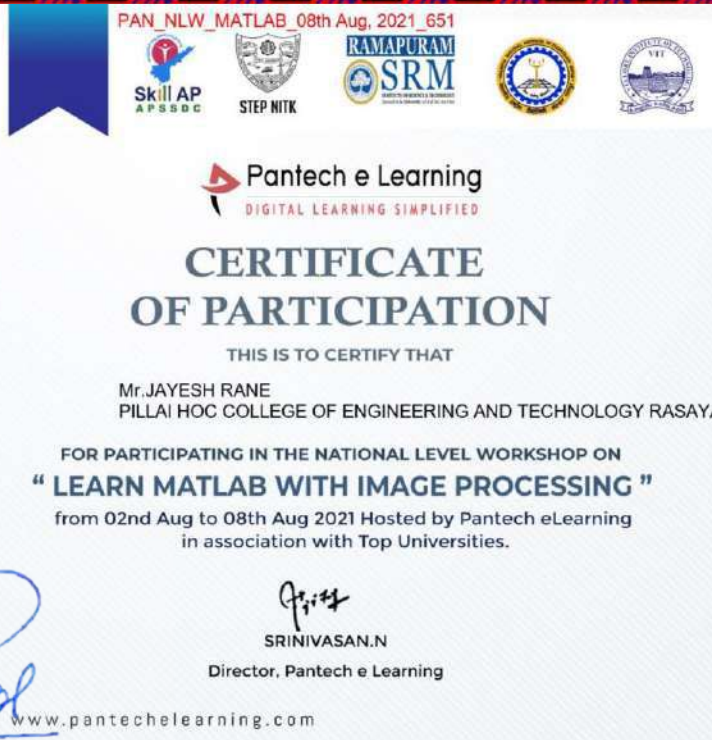 PAN_NLW_MATLAB_08th Aug, 2021_651
Skill AP
APSSDC
STEP NITK
RAMAPURAM
SRM
VIT
Pantech e Learning
DIGITAL LEARNING SIMPLIFIED
CERTIFICATE
OF PARTICIPATION
THIS IS TO CERTIFY THAT
Mr.JAYESH RANE
PILLAI HOC COLLEGE OF ENGINEERING AND TECHNOLOGY RASAYA
FOR PARTICIPATING IN THE NATIONAL LEVEL WORKSHOP ON
“ LEARN MATLAB WITH IMAGE PROCESSING ”
from 02nd Aug to 08th Aug 2021 Hosted by Pantech eLearning
in association with Top Universities.
SRINIVASAN.N
Director, Pantech e Learning
www.pantechelearning.com